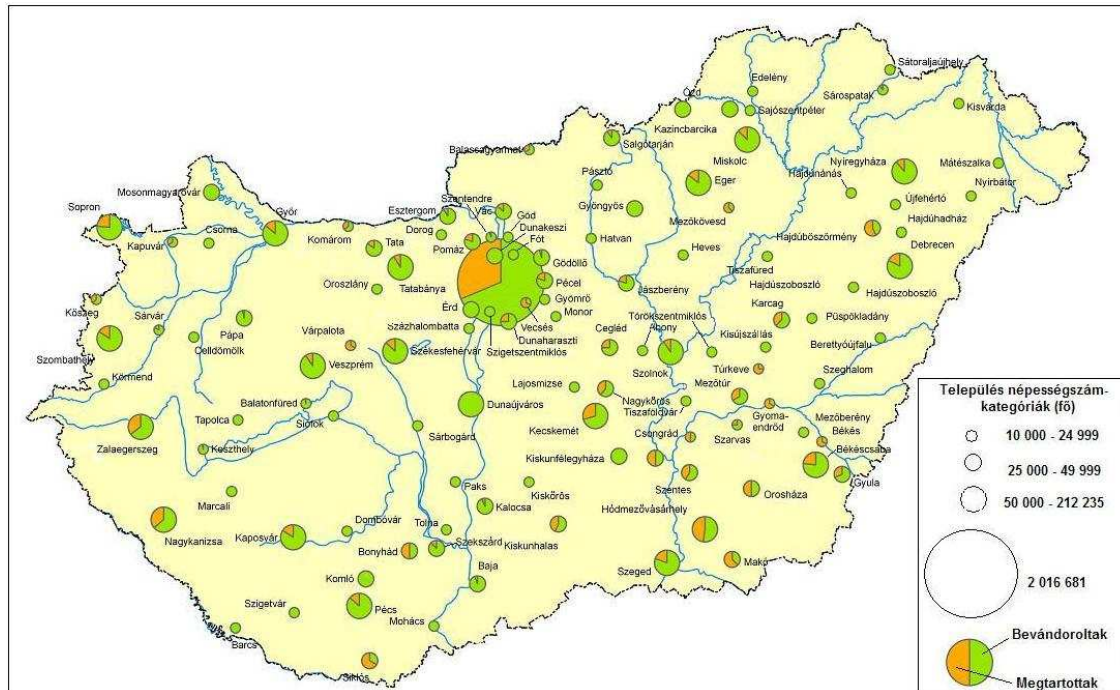 Sátoraljaújhely
Edelény
Sárospatak
Ózd
Sajószentpéter
Kisvárda
Kazincbarcika
Salgótarján
Balassagyarmat
Miskolc
Nyíregyháza
Mátészalka
Pásztó
Eger
Hajdúnánás
Nyírbátor
Mosonmagyaróvár
Szentendre
Vác
Gyöngyös
Újfehértó
Sopron
Győr
Esztergom
Göd
Mezőkövesd
Hajdúhadház
Dorog
Dunakeszi
Hajdúböszörmény
Kapuvár
Csorna
Komárom
Tata
Pomáz
Fót
Hatvan
Heves
Debrecen
Gödöllő
Tiszafüred
Oroszlány
Tatabánya
Pécel
Jászberény
Hajdúszoboszló
Hajdúszoboszló
Kőszeg
Gyömrő
Karcag
Sárvár
Érd
Monor
Pápa
Várpalota
Százhalombatta
Vecsés
Cegléd
Törökszentmiklós
Abony
Kisújszállás
Püspökladány
Celldömölk
Dunaharaszti
Szombathely
Székesfehérvár
Szigetszentmiklós
Berettyóújfalu
Veszprém
Szolnok
Túrkeve
Szeghalom
Körmend
Lajosmizse
Mezőtúr
Balatonfüred
Dunaújváros
Nagykőrös
Tiszaföldvár
Tapolca
Siófok
Gyoma-
endrőd
Mezőberény
Zalaegerszeg
Sárbogárd
Kecskemét
Csongrád
Szarvas
Békés
Keszthely
Kiskunfélegyháza
Békéscsaba
Marcali
Paks
Kiskőrös
Szentes
Gyula
Orosháza
Dombóvár
Tolna
Kalocsa
Hódmezővásárhely
Nagykanizsa
Kaposvár
Bonyhád
Szekszárd
Kiskunhalas
Komló
Baja
Szeged
Makó
Szigetvár
Pécs
Barcs
Mohács
Siklós
Település népességszám-
kategóriák (fő)
10 000 - 24 999
25 000 - 49 999
50 000 - 212 235
2 016 681
Bevándoroltak
Megtartottak